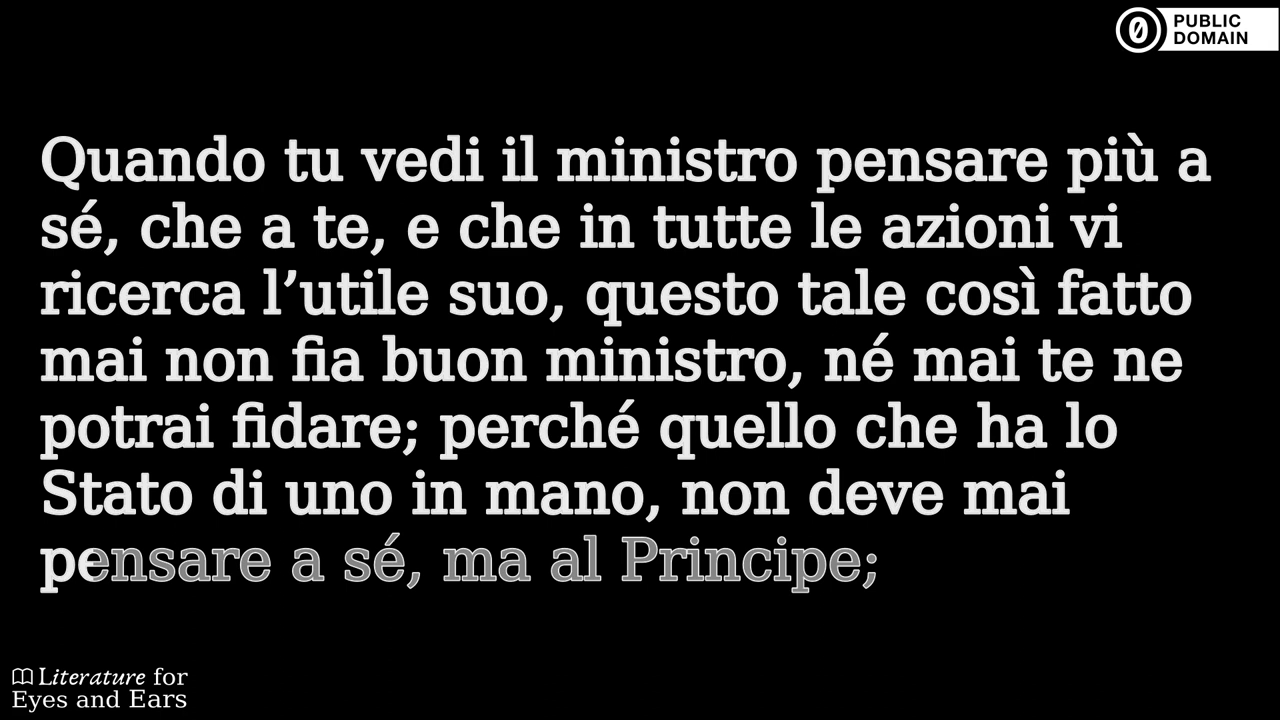 PUBLIC
DOMAIN
Quando tu vedi il ministro pensare più a
sé, che a te, e che in tutte le azioni vi
ricerca l’utile suo, questo tale così fatto
mai non fia buon ministro, né mai te ne
potrai fidare; perché quello che ha lo
Stato di uno in mano, non deve mai
pensare a sé, ma al Principe;
Literature for
Eyes and Ears